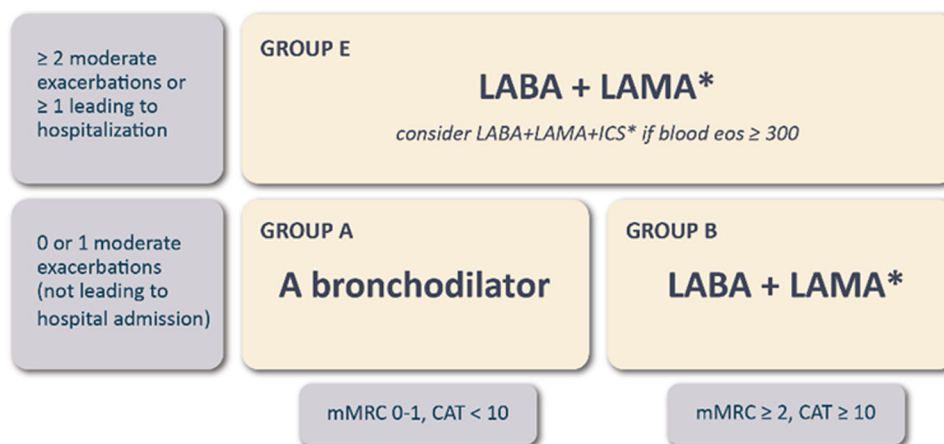 ≥ 2 moderate
exacerbations or
≥ 1 leading to
hospitalization
GROUP E
LABA + LAMA*
consider LABA+LAMA+ICS* if blood eos ≥ 300
0 or 1 moderate
exacerbations
(not leading to
hospital admission)
GROUP A
A bronchodilator
GROUP B
LABA + LAMA*
mMRC 0-1, CAT < 10
mMRC ≥ 2, CAT ≥ 10